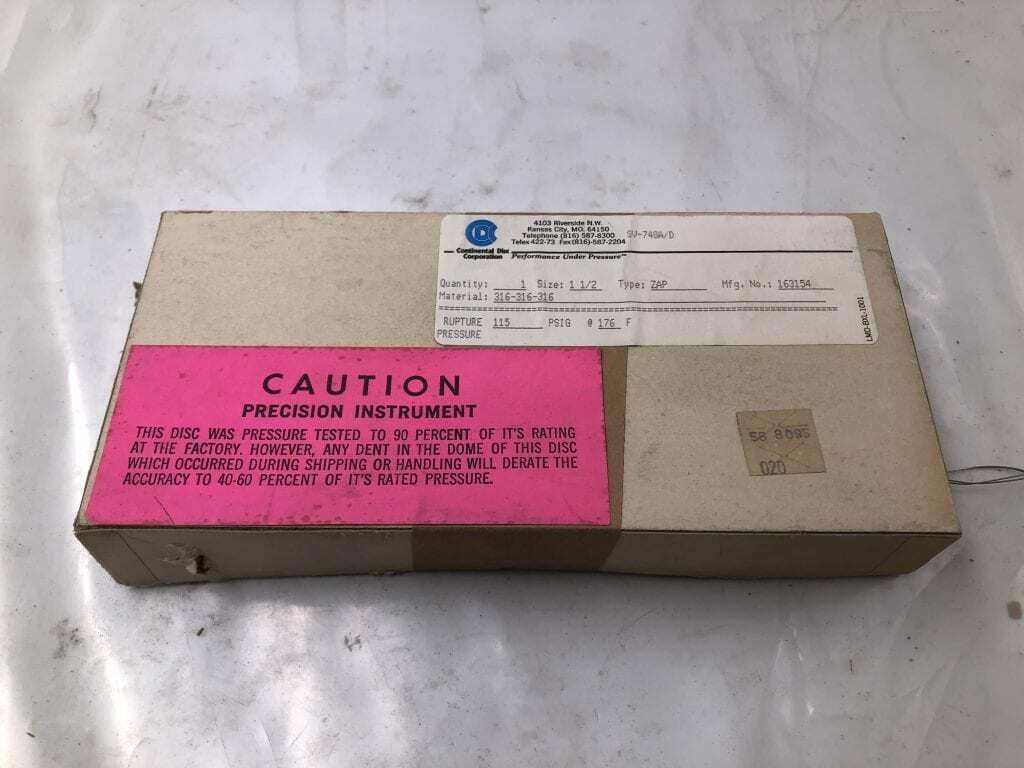 4103 Riverside N.W.
Kansas City, MO. 64150
Telephone (816) 587-8300
Telex 422-73 Fax(816)-587-2204
SV-748A/D
Continental Disc
Corporation
Performance Under Pressure™
Quantity: 1 Size: 1 1/2 Type: ZAP Mfg. No.: 163154
Material: 316-316-316
RUPTURE 115 PSIG @ 176 F
PRESSURE
CAUTION
PRECISION INSTRUMENT
THIS DISC WAS PRESSURE TESTED TO 90 PERCENT OF IT'S RATING
AT THE FACTORY. HOWEVER, ANY DENT IN THE DOME OF THIS DISC
WHICH OCCURRED DURING SHIPPING OR HANDLING WILL DERATE THE
ACCURACY TO 40-60 PERCENT OF IT'S RATED PRESSURE.
020